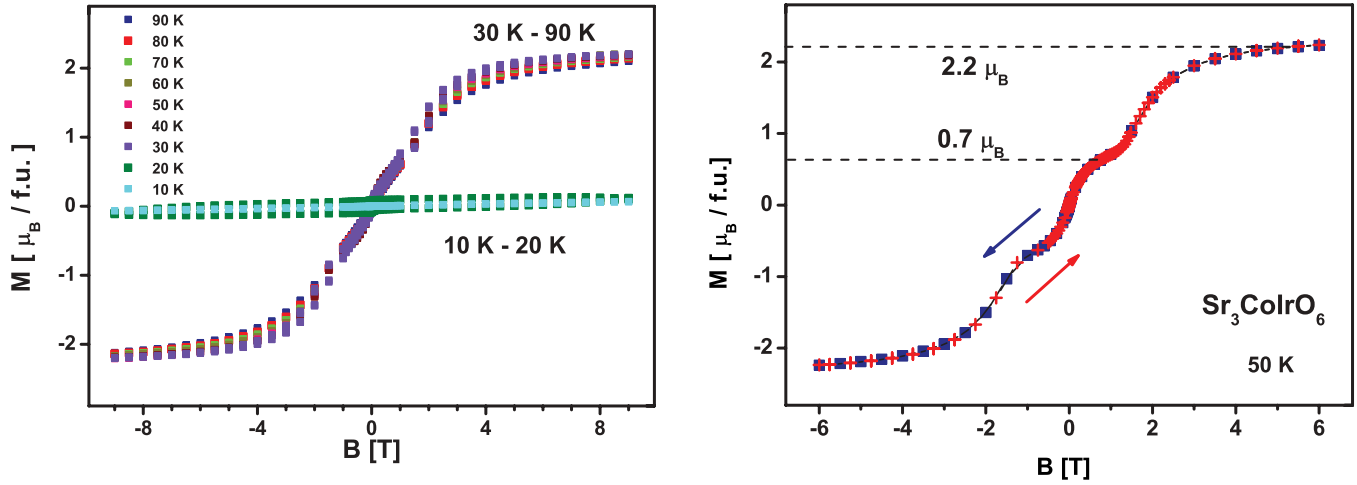 90 K
80 K
70 K
60 K
50 K
40 K
30 K
20 K
10 K
30 K - 90 K
10 K - 20 K
2
1
0
-1
-2
M [ μB / f.u.]
-8
-4
0
4
8
B [T]
2.2 μB
0.7 μB
Sr3CoIrO6
50 K
2
1
0
-1
-2
M [ μB / f.u.]
-6
-4
-2
0
2
4
6
B [T]